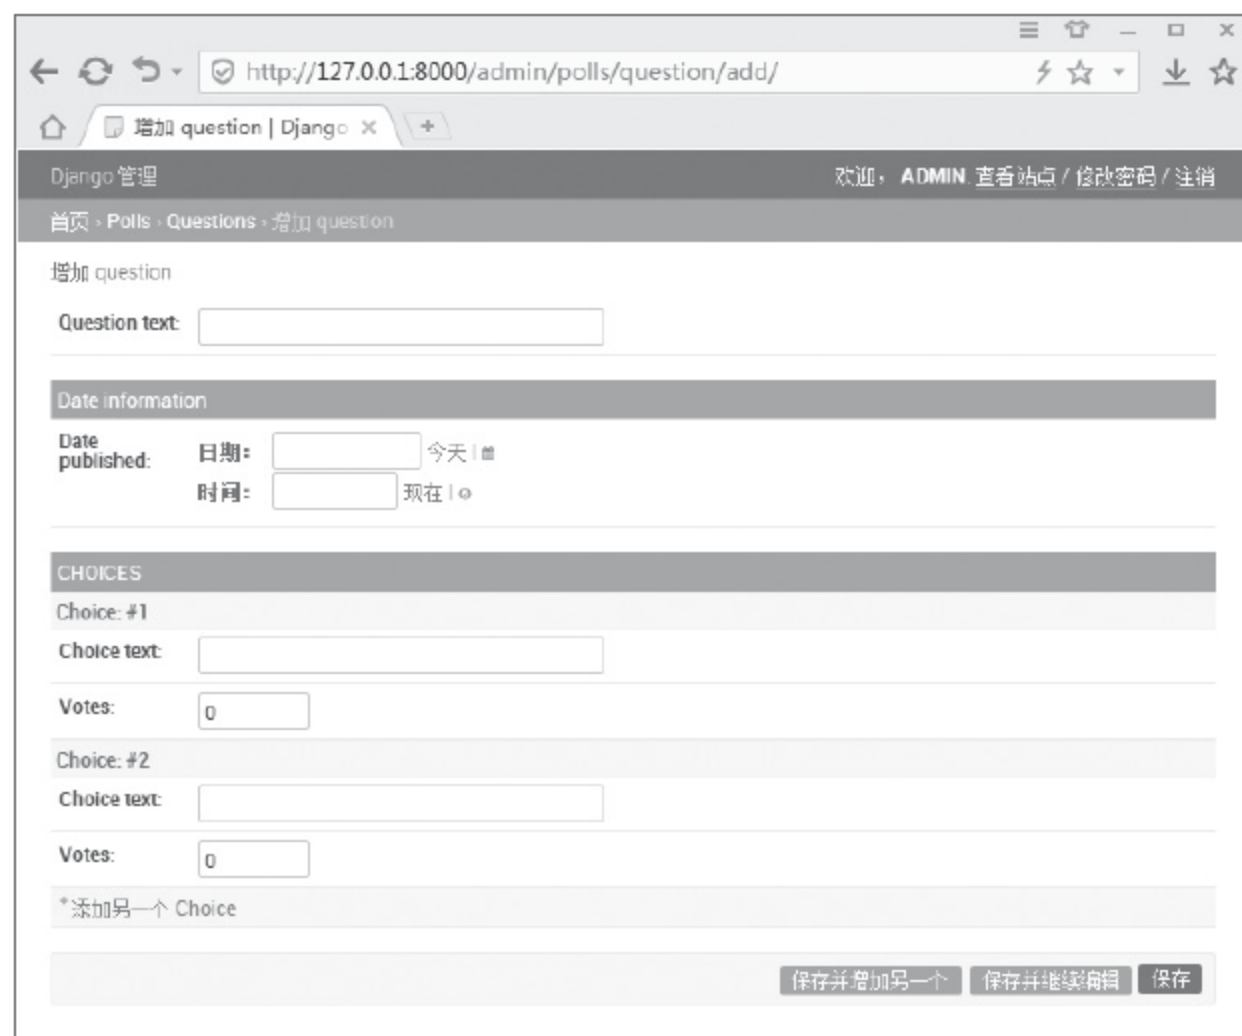 http://127.0.0.1:8000/admin/polls/question/add/
增加 question | Django
Django 管理 欢迎，ADMIN. 查看站点 / 修改密码 / 注销
首页 › Polls › Questions › 增加 question
增加 question
Question text:
Date information
Date published: 日期： 今天
时间： 现在
CHOICES
Choice: #1
Choice text:
Votes: 0
Choice: #2
Choice text:
Votes: 0
+添加另一个 Choice
保存并增加另一个 保存并继续编辑 保存